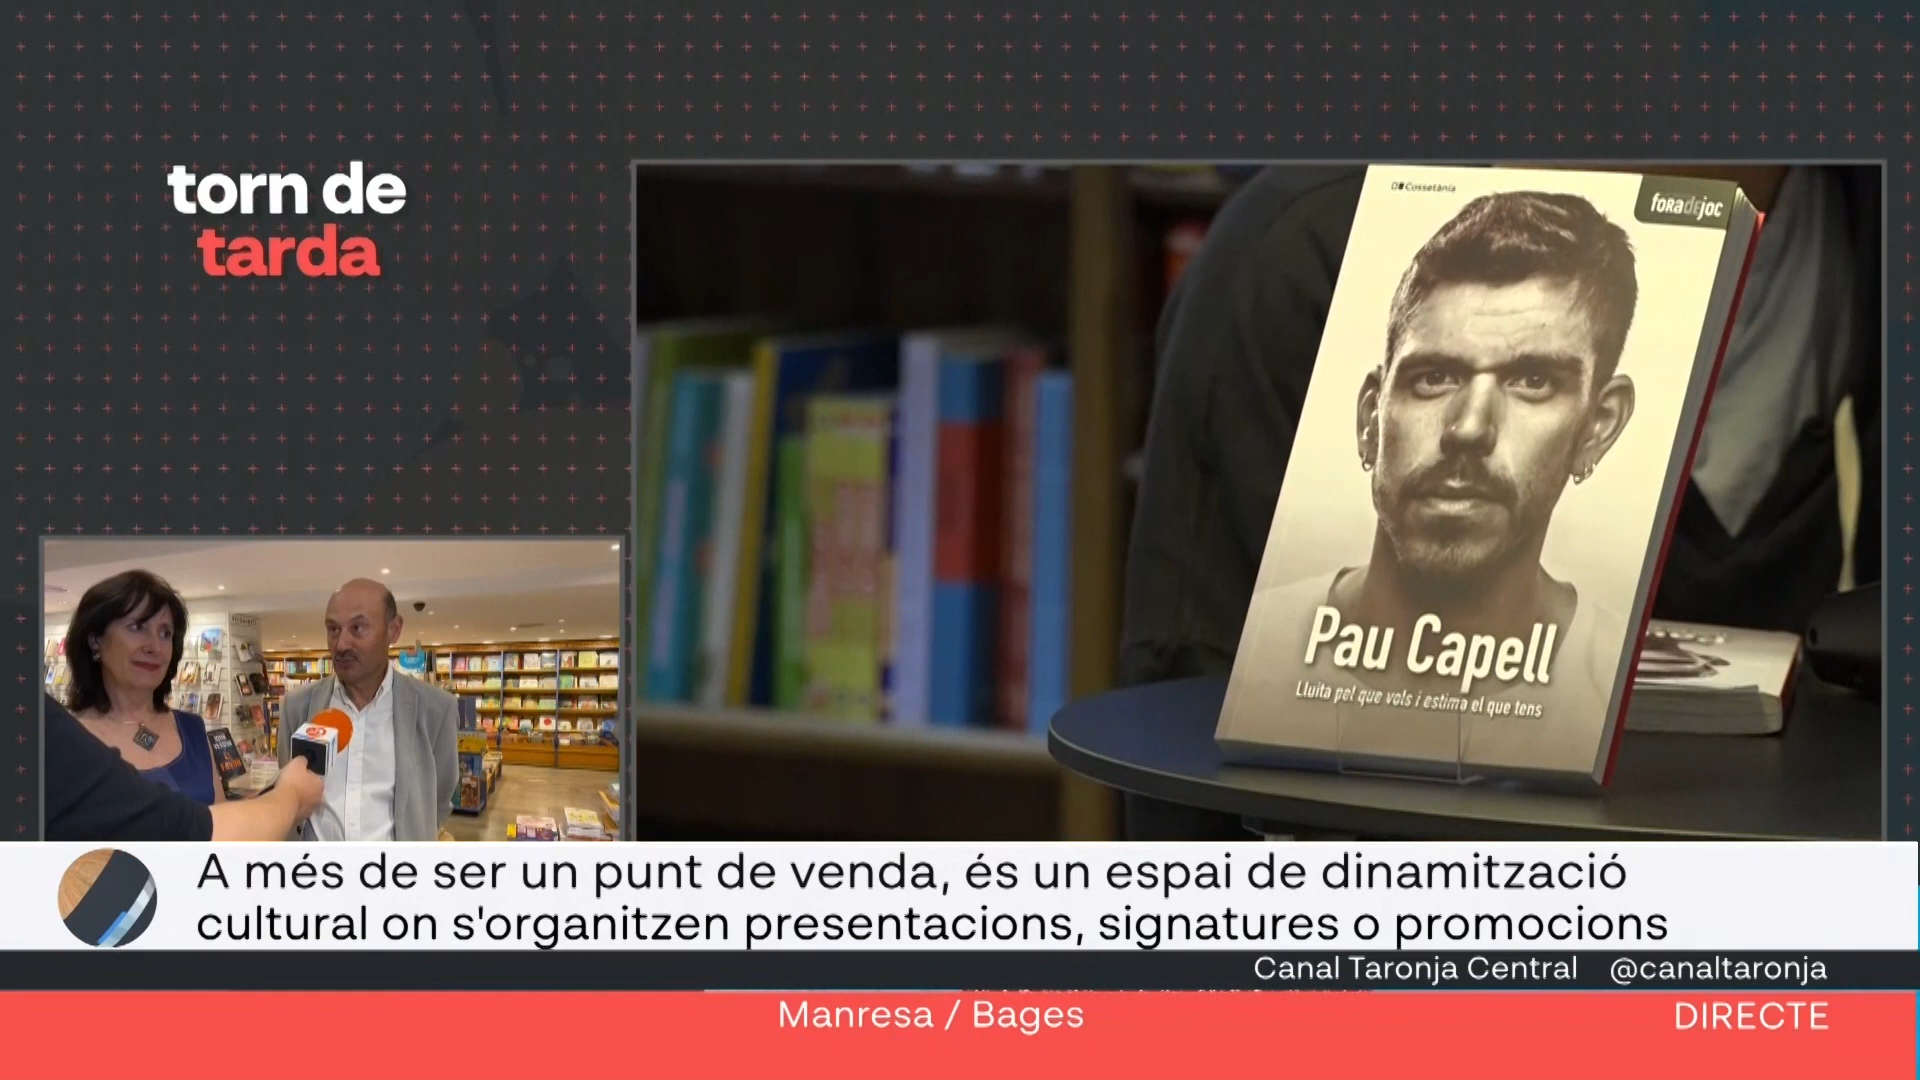 torn de
tarda
Cossetània
foradejoc
Pau Capell
Lluita pel que vols i estima el que tens
A més de ser un punt de venda, és un espai de dinamització
cultural on s'organitzen presentacions, signatures o promocions
Canal Taronja Central @canaltaronja
Manresa / Bages
DIRECTE